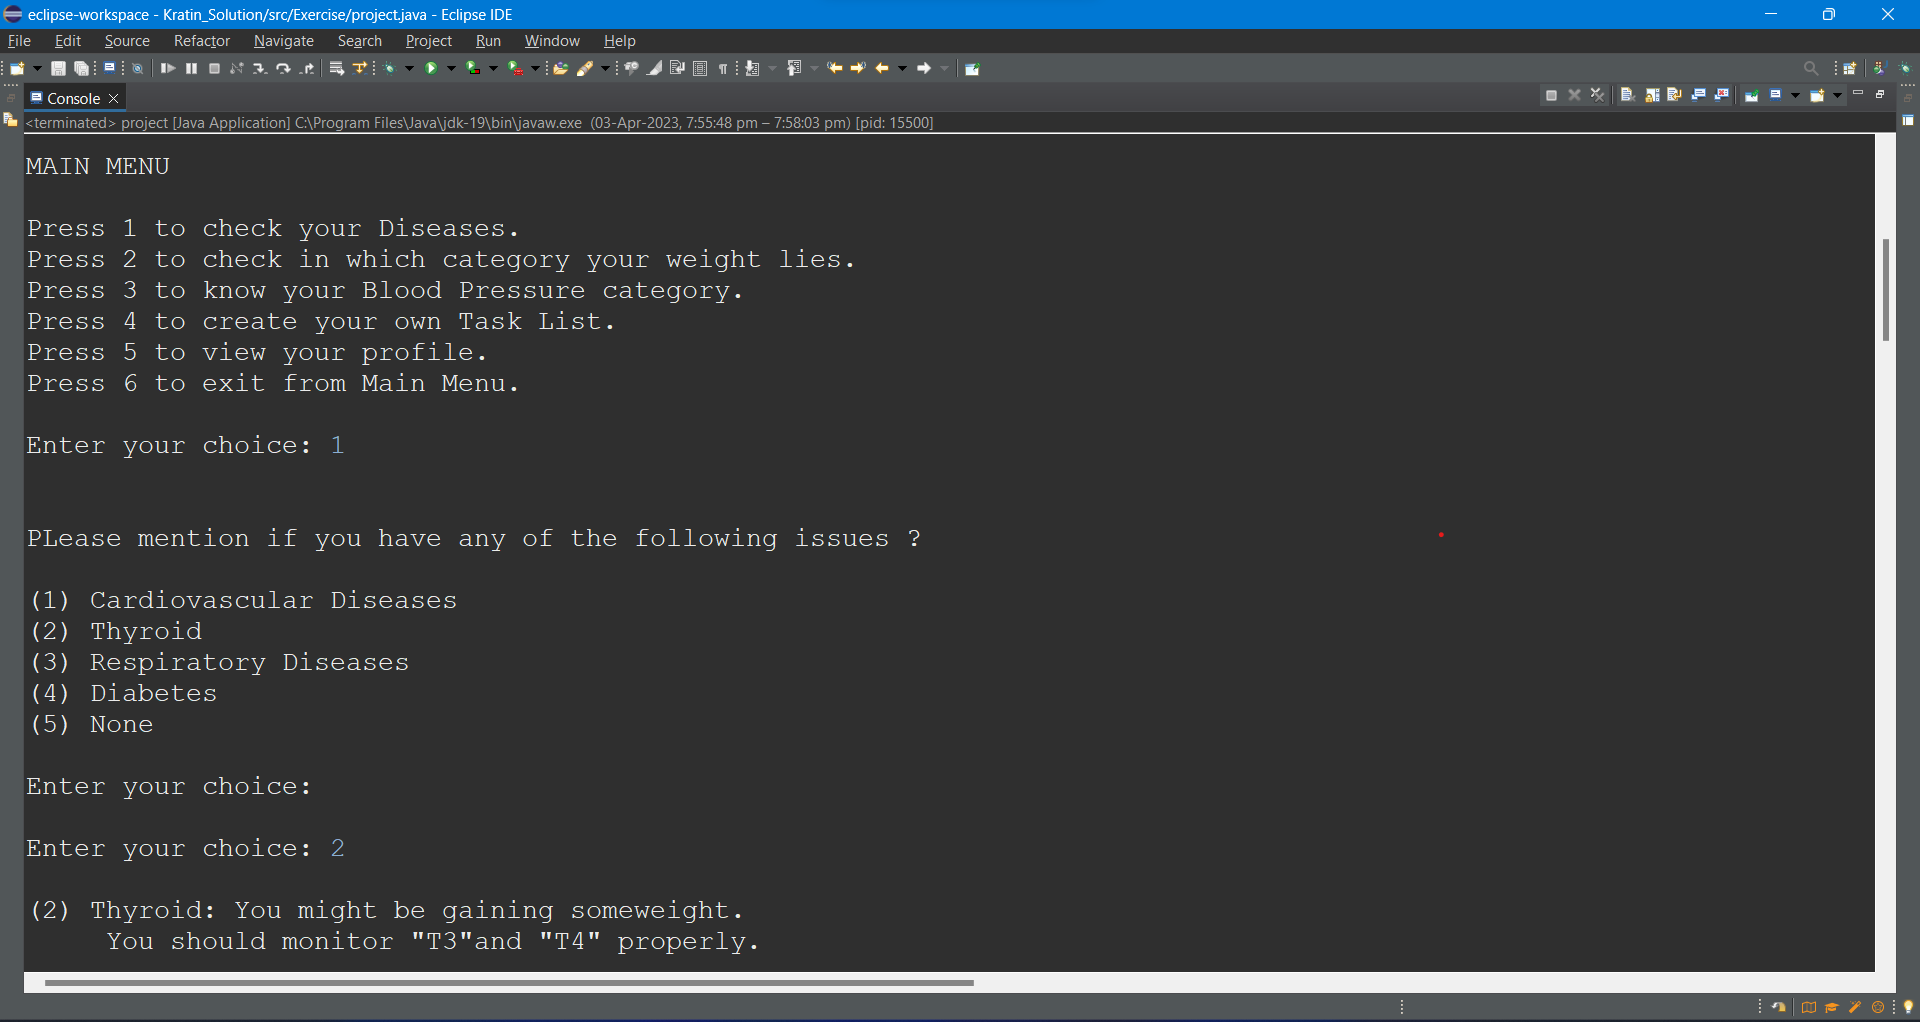 eclipse-workspace - Kratin_Solution/src/Exercise/project.java - Eclipse IDE
File Edit Source Refactor Navigate Search Project Run Window Help
Console
<terminated> project [Java Application] C:\Program Files\Java\jdk-19\bin\javaw.exe (03-Apr-2023, 7:55:48 pm – 7:58:03 pm) [pid: 15500]
MAIN MENU
Press 1 to check your Diseases.
Press 2 to check in which category your weight lies.
Press 3 to know your Blood Pressure category.
Press 4 to create your own Task List.
Press 5 to view your profile.
Press 6 to exit from Main Menu.
Enter your choice: 1
PLease mention if you have any of the following issues ?
(1) Cardiovascular Diseases
(2) Thyroid
(3) Respiratory Diseases
(4) Diabetes
(5) None
Enter your choice:
Enter your choice: 2
(2) Thyroid: You might be gaining someweight.
You should monitor "T3"and "T4" properly.